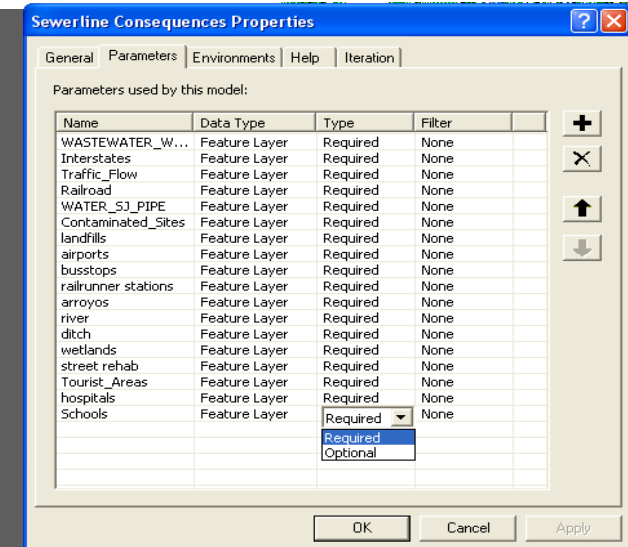 Sewerline Consequences Properties
General Parameters Environments Help Iteration
Parameters used by this model:
Name Data Type Type Filter
WASTEWATER_W... Feature Layer Required None
Interstates Feature Layer Required None
Traffic_Flow Feature Layer Required None
Railroad Feature Layer Required None
WATER_SJ_PIPE Feature Layer Required None
Contaminated_Sites Feature Layer Required None
landfills Feature Layer Required None
airports Feature Layer Required None
busstops Feature Layer Required None
railrunner stations Feature Layer Required None
arroyos Feature Layer Required None
river Feature Layer Required None
ditch Feature Layer Required None
wetlands Feature Layer Required None
street rehab Feature Layer Required None
Tourist_Areas Feature Layer Required None
hospitals Feature Layer Required None
Schools Feature Layer Required None
Required
Optional
OK Cancel Apply